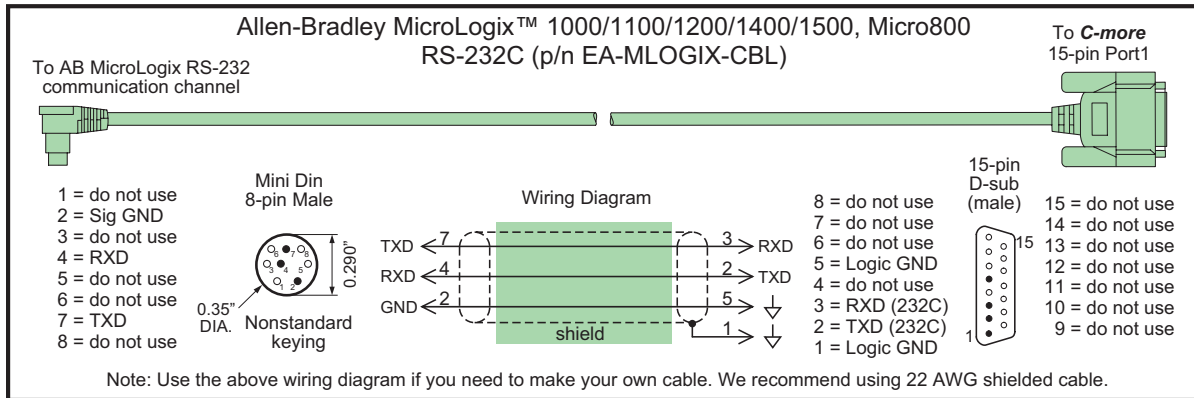 Allen-Bradley MicroLogix™ 1000/1100/1200/1400/1500, Micro800
RS-232C (p/n EA-MLOGIX-CBL)
To AB MicroLogix RS-232
communication channel
To C-more
15-pin Port1
1 = do not use
2 = Sig GND
3 = do not use
4 = RXD
5 = do not use
6 = do not use
7 = TXD
8 = do not use
Mini Din
8-pin Male
6 7 8
3 4 5
1 2
0.290"
0.35"
DIA.
Nonstandard
keying
Wiring Diagram
TXD 7 3 RXD
RXD 4 2 TXD
GND 2 5
shield 1
8 = do not use
7 = do not use
6 = do not use
5 = Logic GND
4 = do not use
3 = RXD (232C)
2 = TXD (232C)
1 = Logic GND
15-pin
D-sub
(male)
15
1
15 = do not use
14 = do not use
13 = do not use
12 = do not use
11 = do not use
10 = do not use
9 = do not use
Note: Use the above wiring diagram if you need to make your own cable. We recommend using 22 AWG shielded cable.